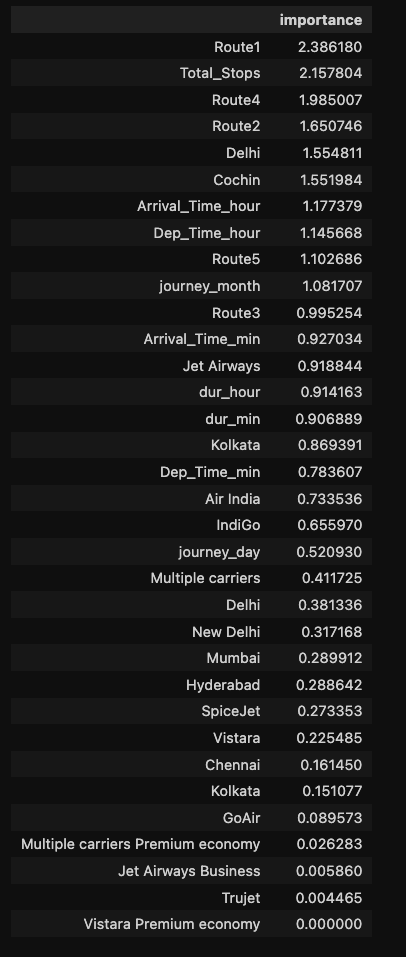 importance
Route1 2.386180
Total_Stops 2.157804
Route4 1.985007
Route2 1.650746
Delhi 1.554811
Cochin 1.551984
Arrival_Time_hour 1.177379
Dep_Time_hour 1.145668
Route5 1.102686
journey_month 1.081707
Route3 0.995254
Arrival_Time_min 0.927034
Jet Airways 0.918844
dur_hour 0.914163
dur_min 0.906889
Kolkata 0.869391
Dep_Time_min 0.783607
Air India 0.733536
IndiGo 0.655970
journey_day 0.520930
Multiple carriers 0.411725
Delhi 0.381336
New Delhi 0.317168
Mumbai 0.289912
Hyderabad 0.288642
SpiceJet 0.273353
Vistara 0.225485
Chennai 0.161450
Kolkata 0.151077
GoAir 0.089573
Multiple carriers Premium economy 0.026283
Jet Airways Business 0.005860
Trujet 0.004465
Vistara Premium economy 0.000000